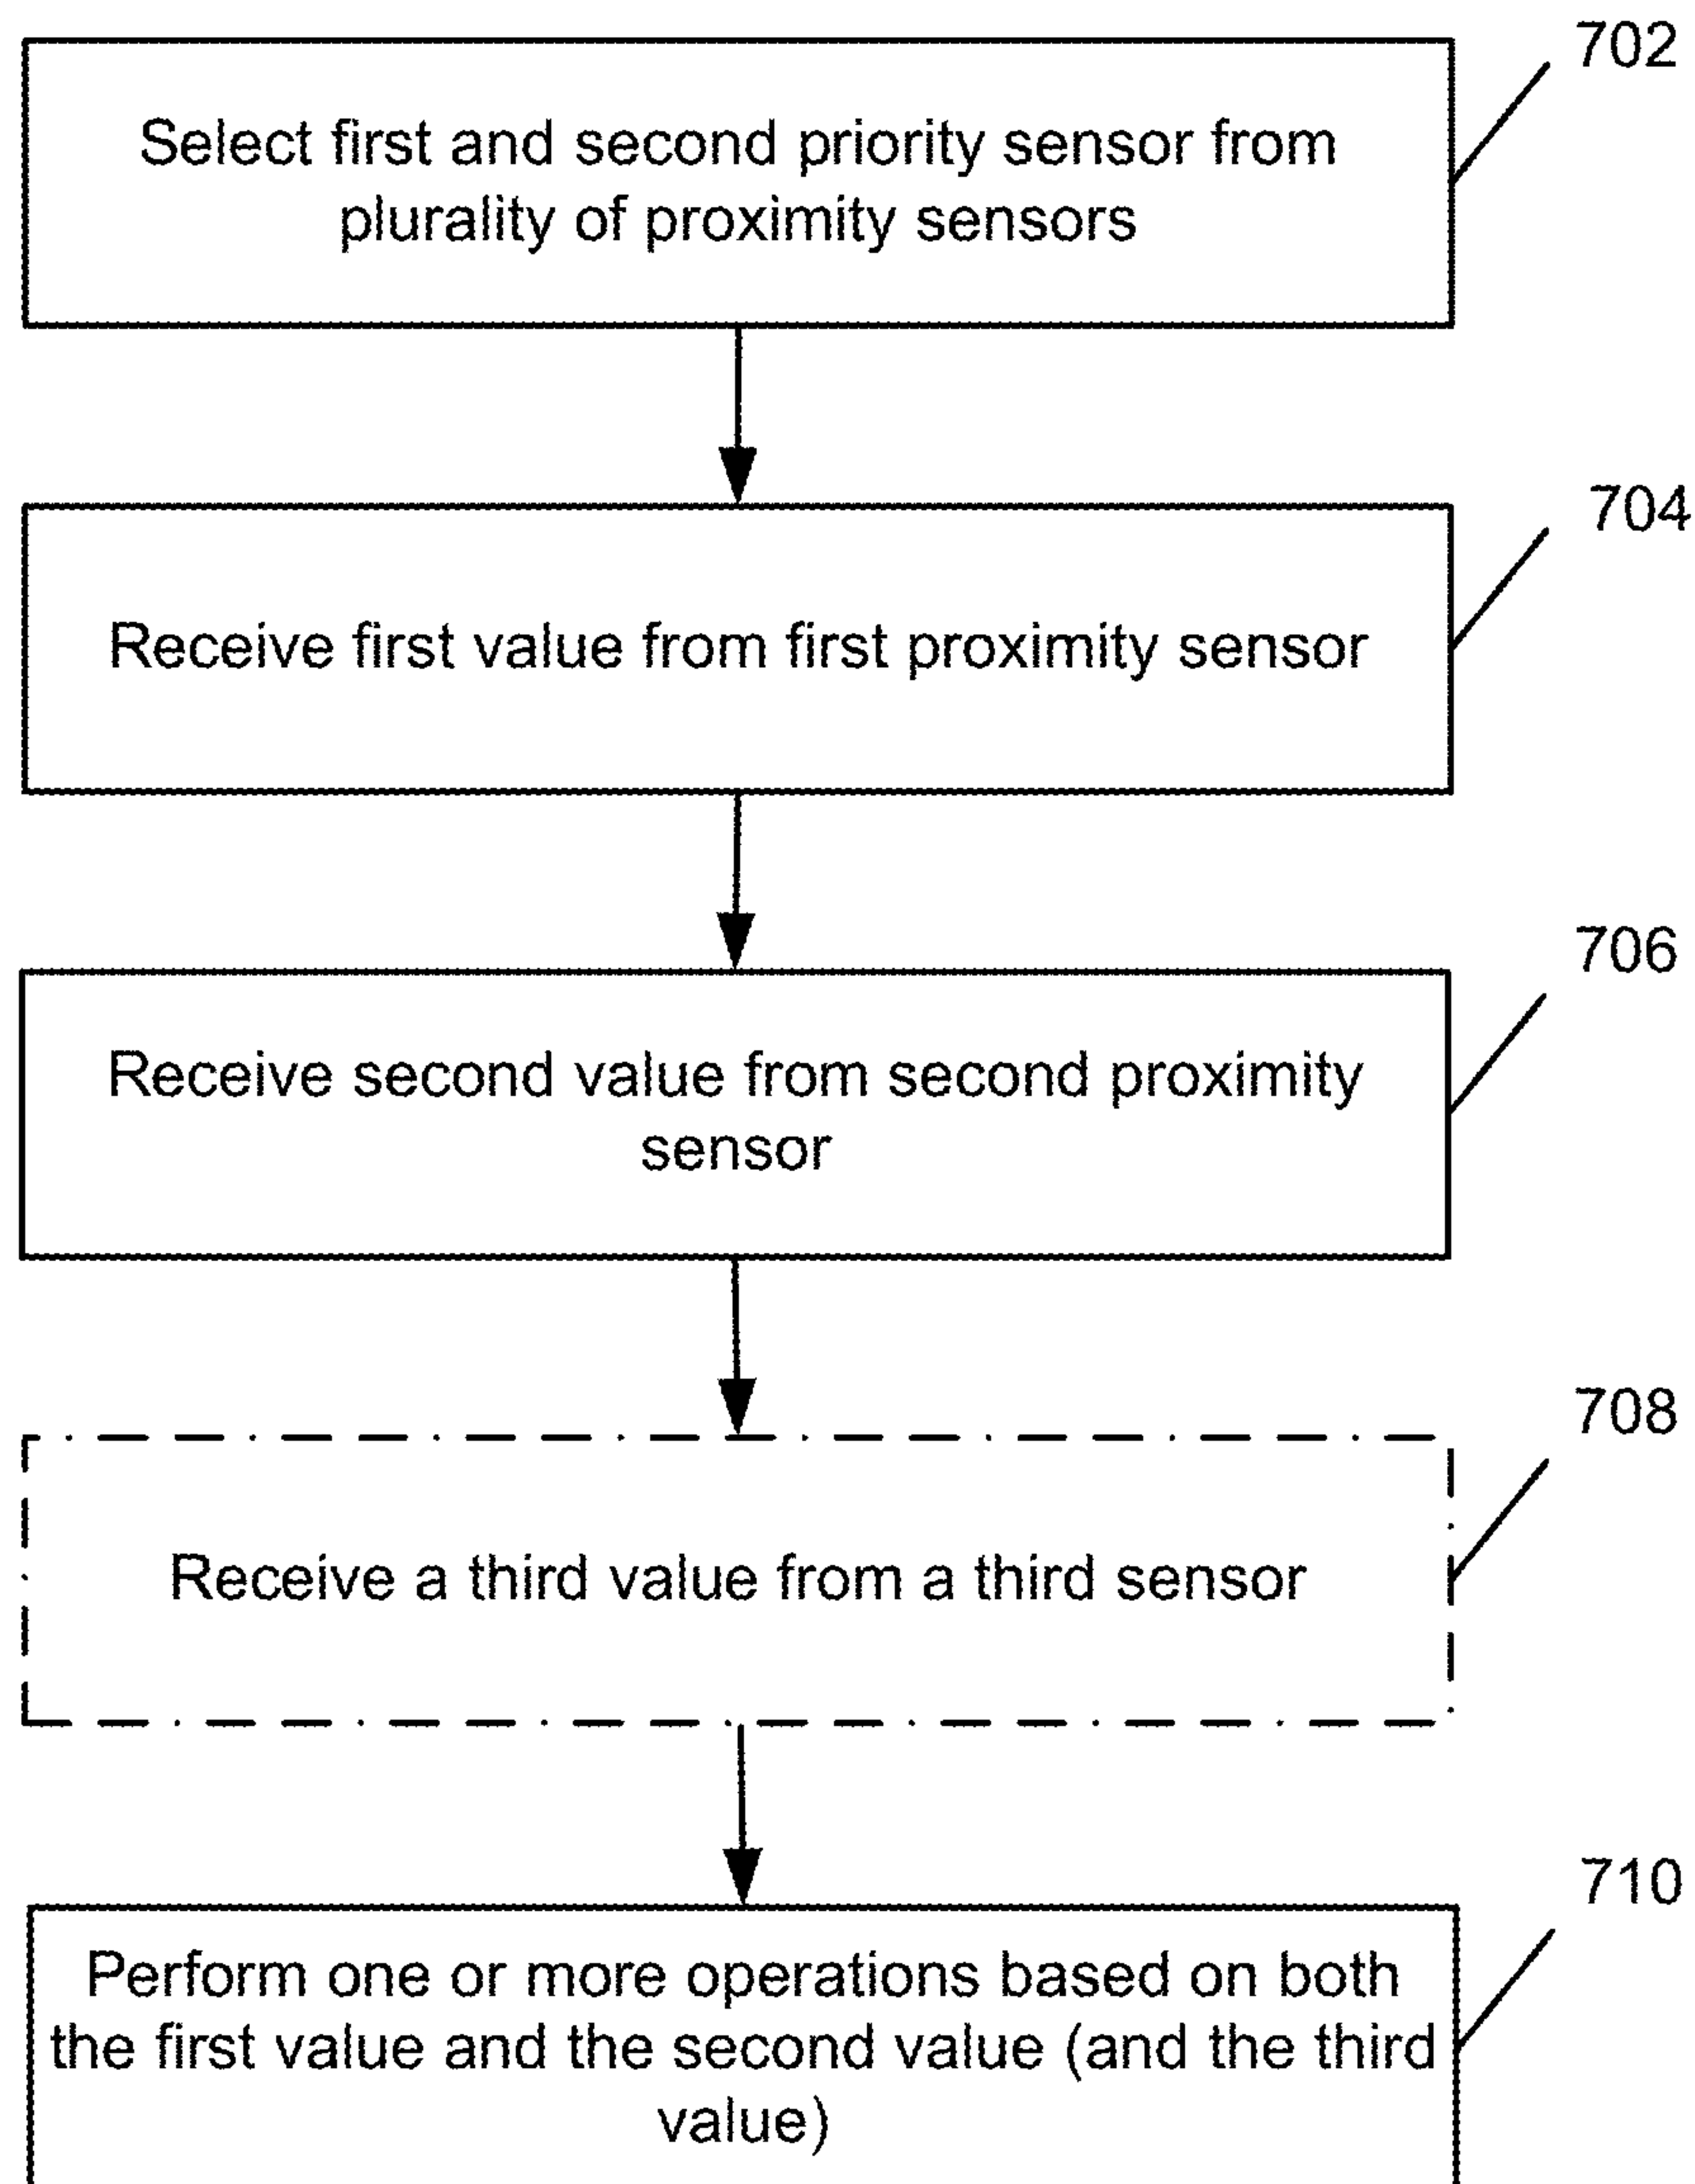 702
Select first and second priority sensor from
plurality of proximity sensors
704
Receive first value from first proximity sensor
706
Receive second value from second proximity
sensor
708
Receive a third value from a third sensor
710
Perform one or more operations based on both
the first value and the second value (and the third
value)